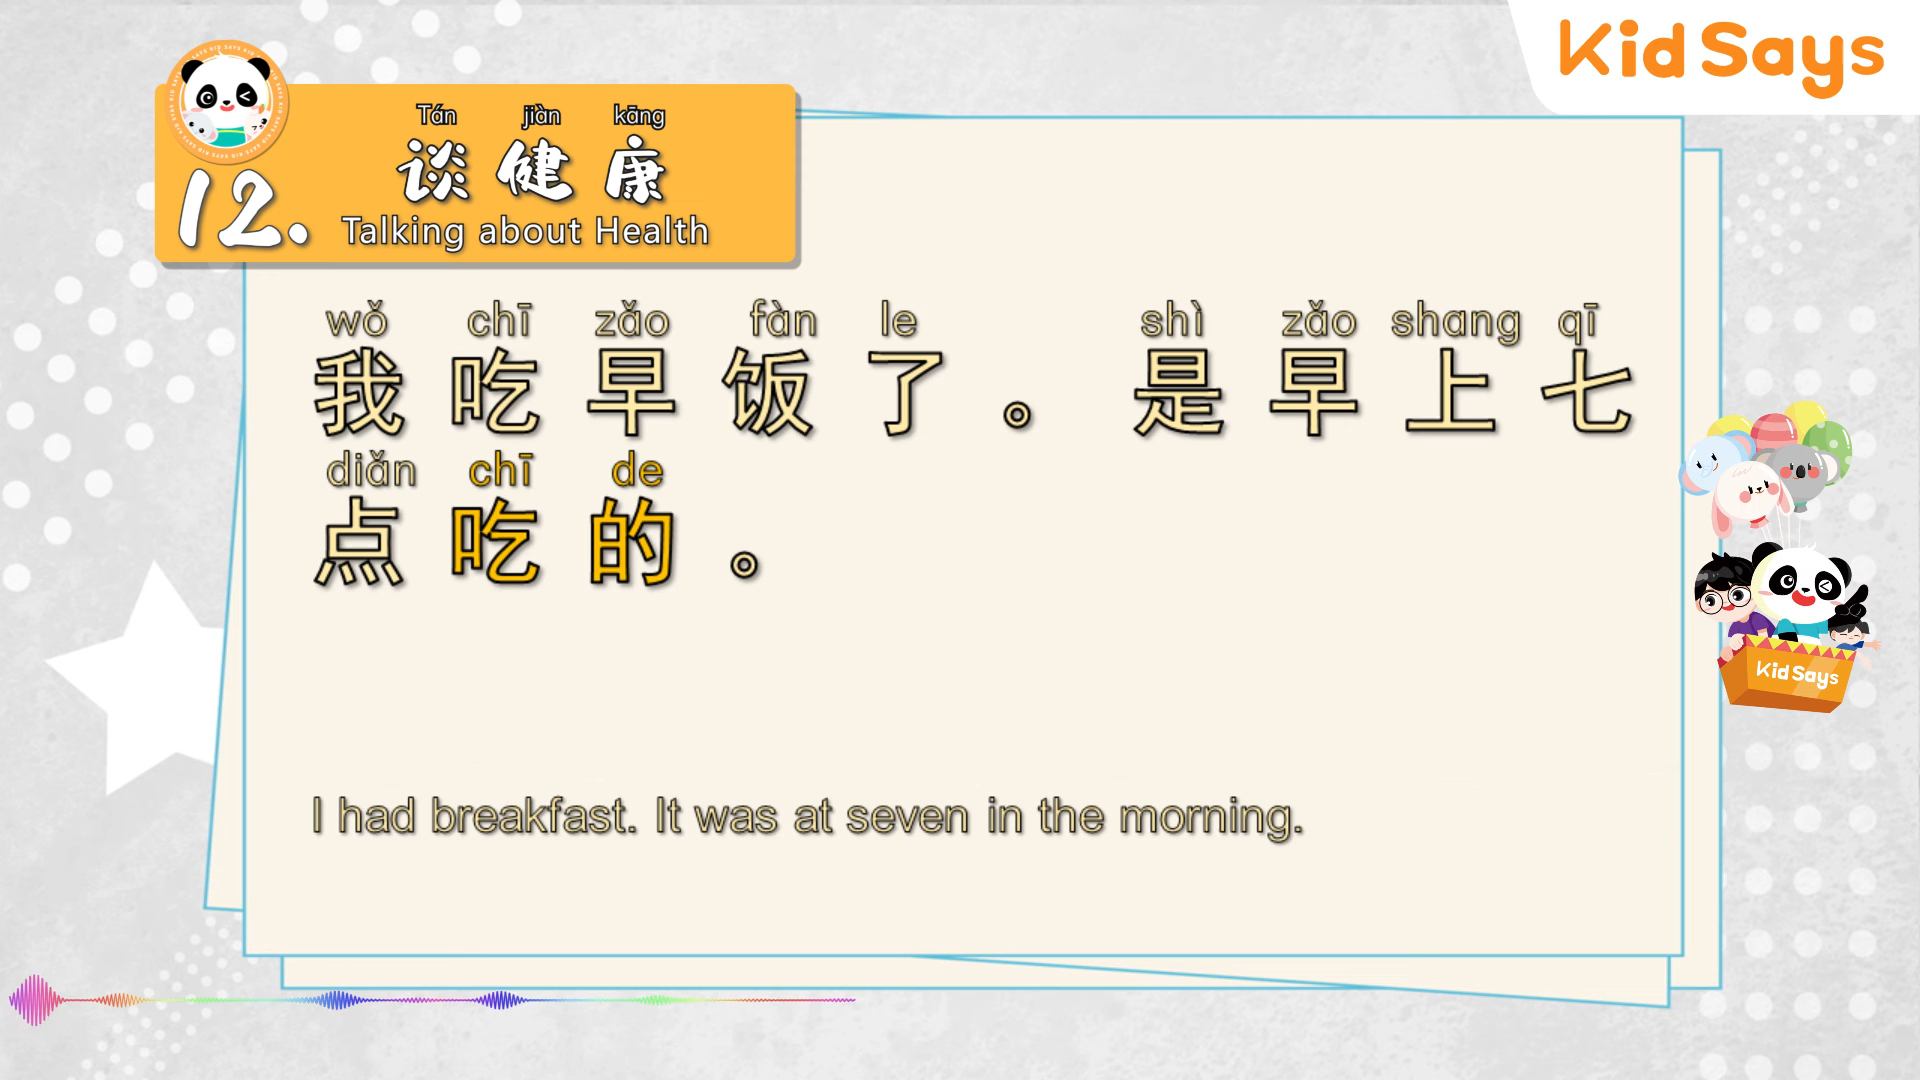 Kid Says
Tán jiàn kāng
12. 谈健康
Talking about Health
wǒ chī zǎo fàn le shì zǎo shang qī
我吃早饭了。是早上七
diǎn chī de
点吃的。
I had breakfast. It was at seven in the morning.
Kid Says